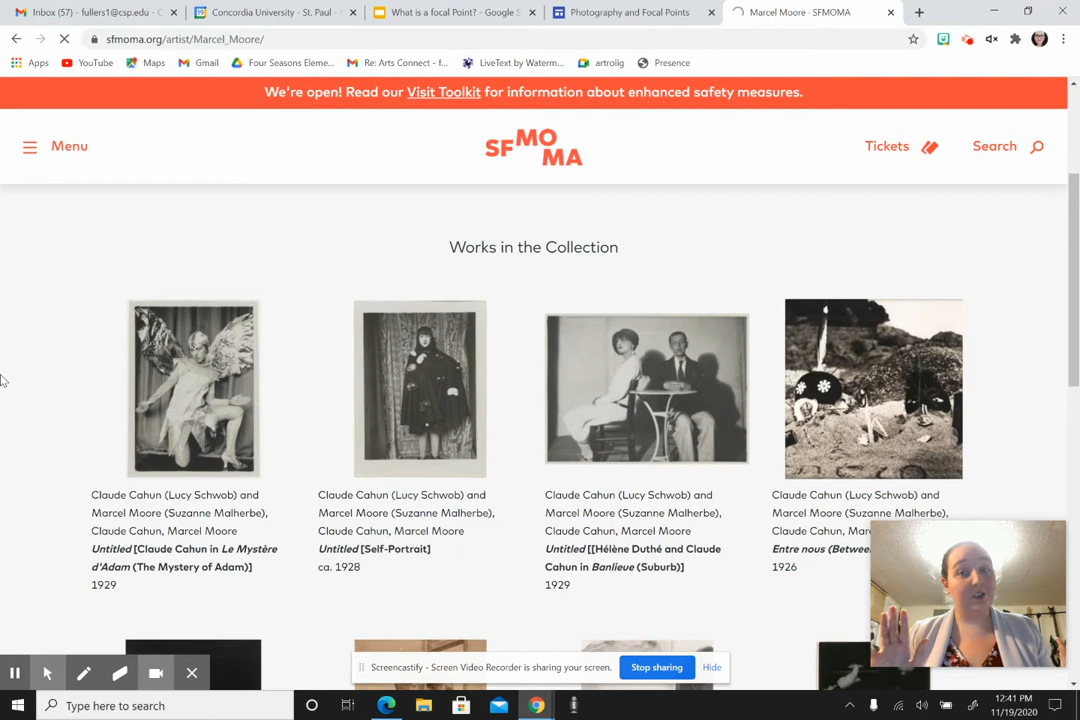 Inbox (57) - fullers1@csp.edu - C
Concordia University - St. Paul -
What is a focal Point? - Google S
Photography and Focal Points
Marcel Moore · SFMOMA
sfmoma.org/artist/Marcel_Moore/
Apps
YouTube
Maps
Gmail
Four Seasons Eleme...
Re: Arts Connect - f...
LiveText by Waterm...
artrolig
Presence
We're open! Read our Visit Toolkit for information about enhanced safety measures.
Menu
SFMOMA
Tickets
Search
Works in the Collection
Claude Cahun (Lucy Schwob) and
Marcel Moore (Suzanne Malherbe),
Claude Cahun, Marcel Moore
Untitled [Claude Cahun in Le Mystère
d'Adam (The Mystery of Adam)]
1929
Claude Cahun (Lucy Schwob) and
Marcel Moore (Suzanne Malherbe),
Claude Cahun, Marcel Moore
Untitled [Self-Portrait]
ca. 1928
Claude Cahun (Lucy Schwob) and
Marcel Moore (Suzanne Malherbe),
Claude Cahun, Marcel Moore
Untitled [[Hélène Duthé and Claude
Cahun in Banlieue (Suburb)]
1929
Claude Cahun (Lucy Schwob) and
Marcel Moore (Suzanne Malherbe),
Claude Cahun, Marc
Entre nous (Betwee
1926
Screencastify - Screen Video Recorder is sharing your screen.
Stop sharing
Hide
Type here to search
12:41 PM
11/19/2020